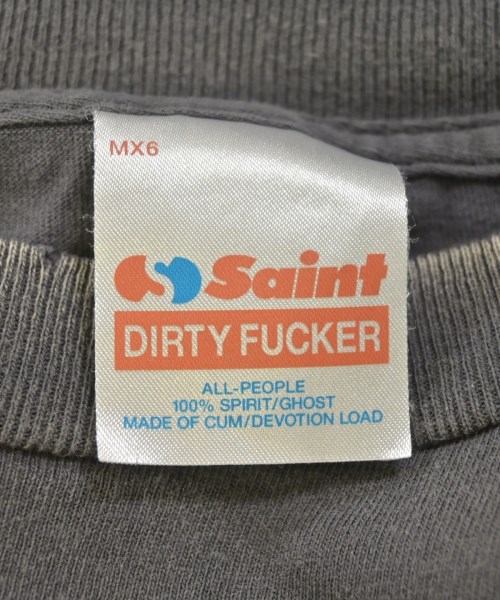 MX6
Saint
DIRTY FUCKER
ALL-PEOPLE
100% SPIRIT/GHOST
MADE OF CUM/DEVOTION LOAD